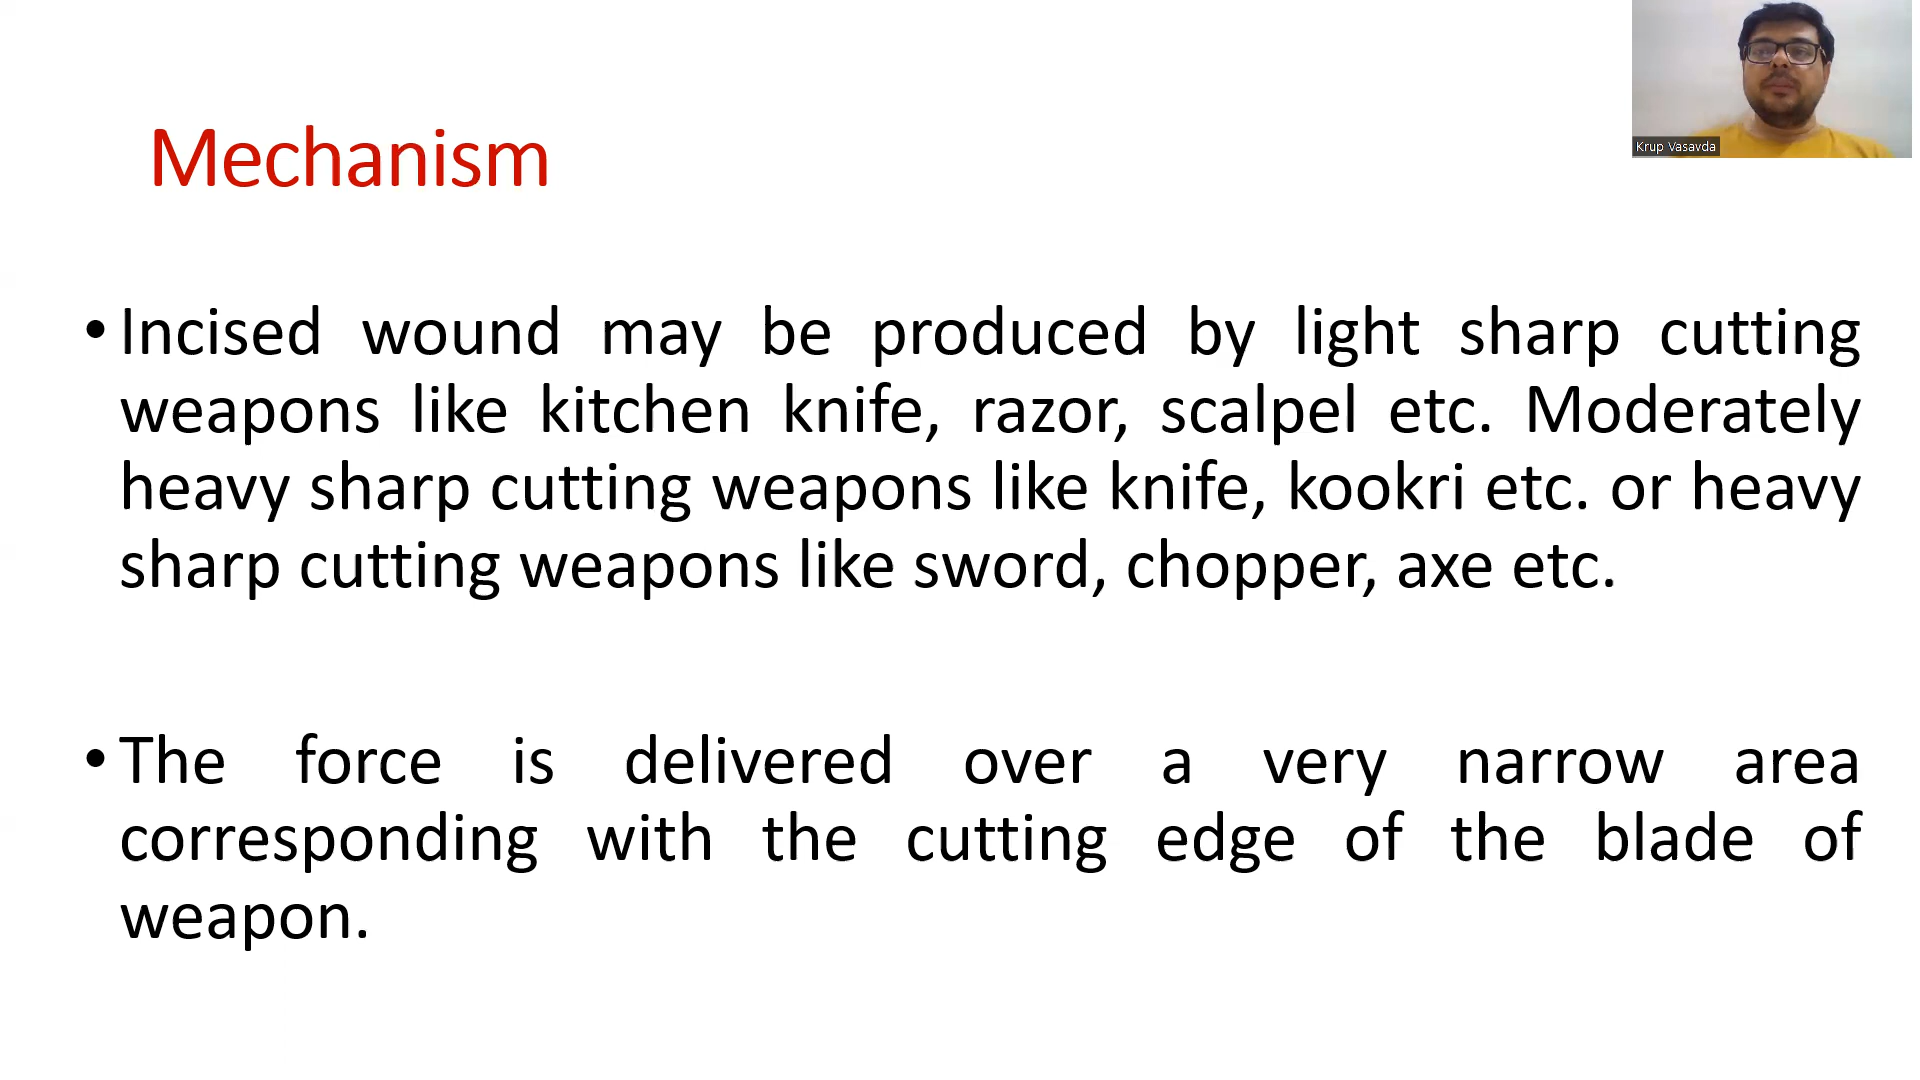 Krup Vasavda
Mechanism
• Incised wound may be produced by light sharp cutting
weapons like kitchen knife, razor, scalpel etc. Moderately
heavy sharp cutting weapons like knife, kookri etc. or heavy
sharp cutting weapons like sword, chopper, axe etc.
• The force is delivered over a very narrow area
corresponding with the cutting edge of the blade of
weapon.